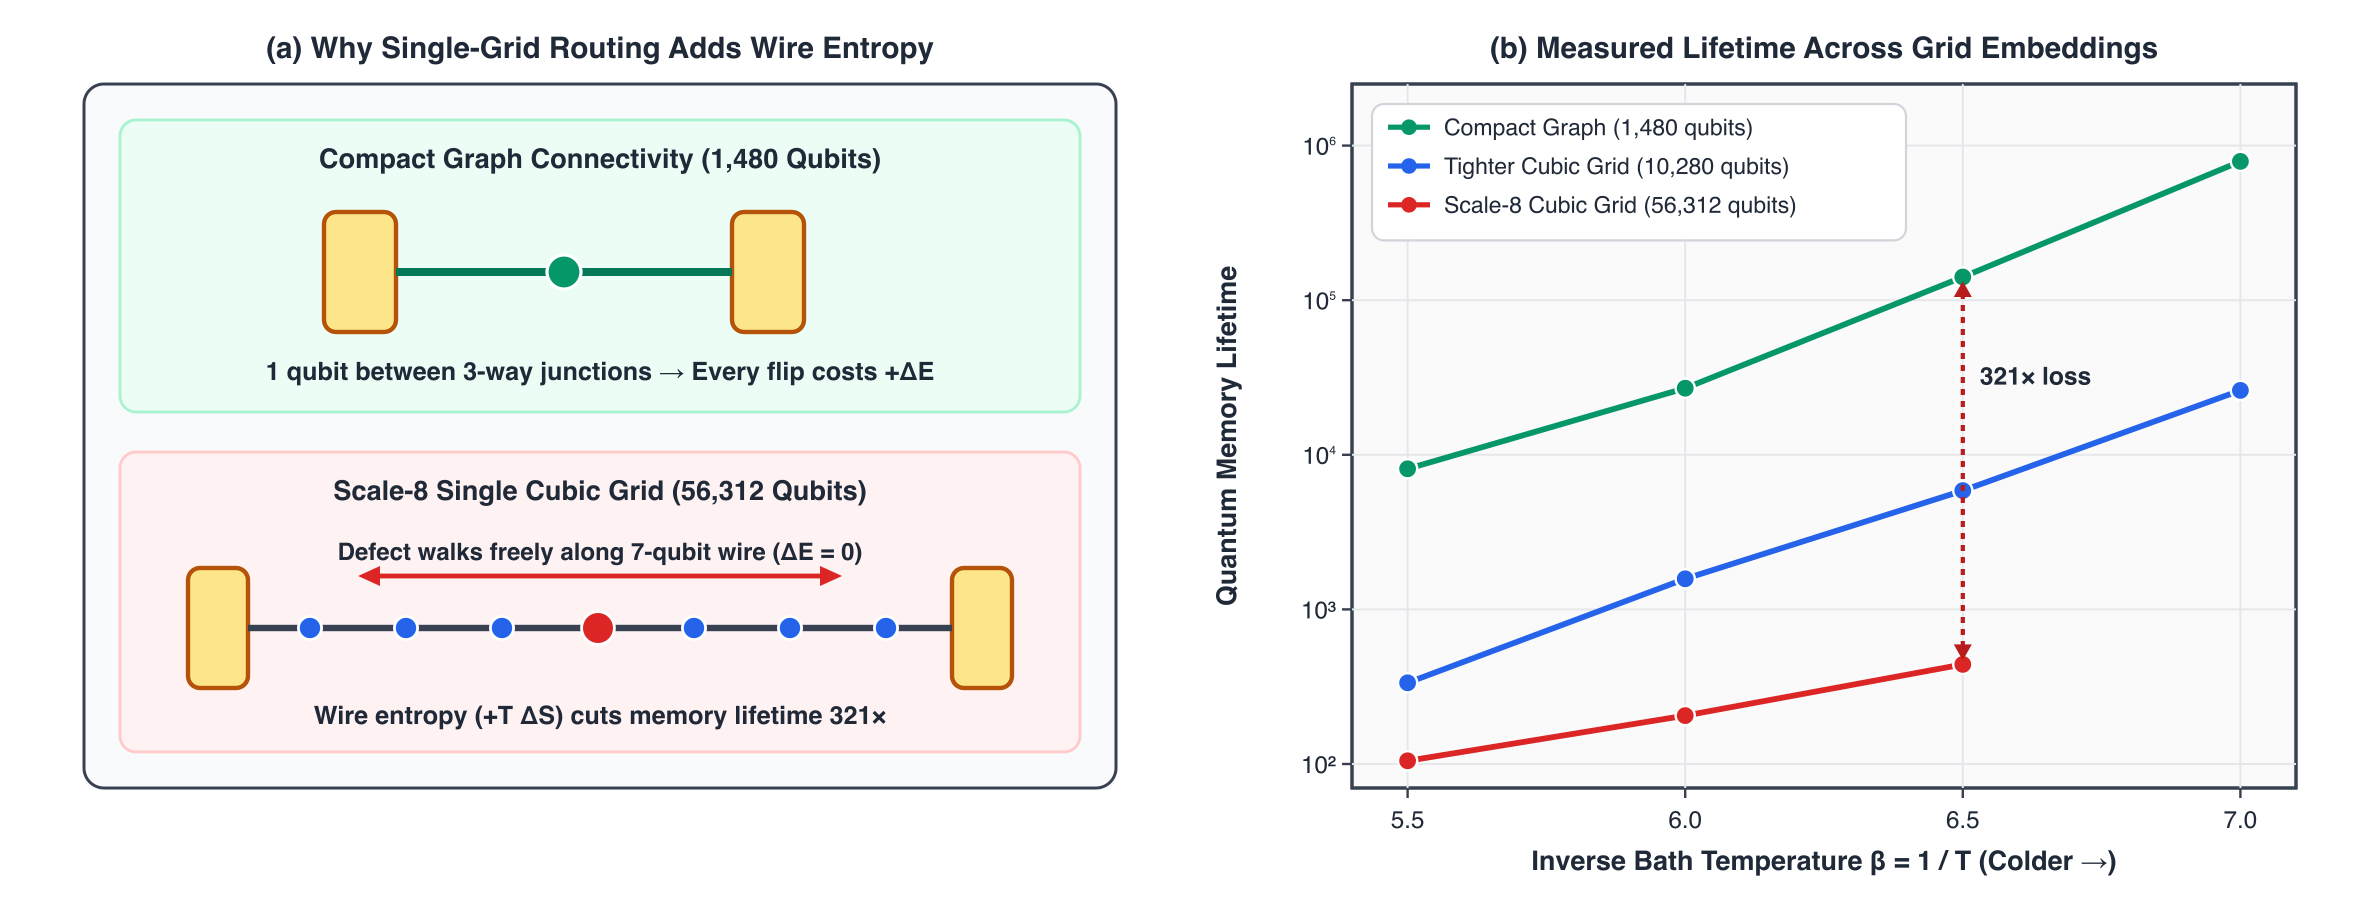 (a) Why Single-Grid Routing Adds Wire Entropy
Compact Graph Connectivity (1,480 Qubits)
1 qubit between 3-way junctions → Every flip costs +ΔE
Scale-8 Single Cubic Grid (56,312 Qubits)
Defect walks freely along 7-qubit wire (ΔE = 0)
Wire entropy (+T ΔS) cuts memory lifetime 321×
(b) Measured Lifetime Across Grid Embeddings
Compact Graph (1,480 qubits)
Tighter Cubic Grid (10,280 qubits)
Scale-8 Cubic Grid (56,312 qubits)
10⁶
10⁵
10⁴
10³
10²
Quantum Memory Lifetime
321× loss
5.5
6.0
6.5
7.0
Inverse Bath Temperature β = 1 / T (Colder →)